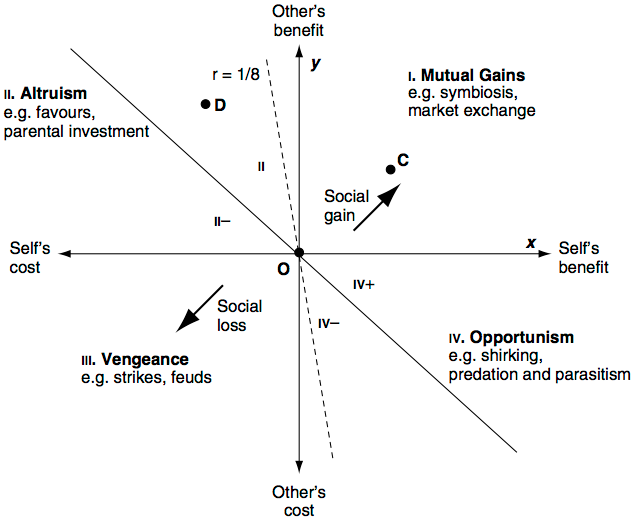 Other's
benefit
y
r = 1/8
I. Mutual Gains
e.g. symbiosis,
market exchange
II. Altruism
e.g. favours,
parental investment
D
C
II
Social
gain
II–
Self's
cost
x
Self's
benefit
O
IV+
Social
loss
IV–
III. Vengeance
e.g. strikes, feuds
IV. Opportunism
e.g. shirking,
predation and parasitism
Other's
cost